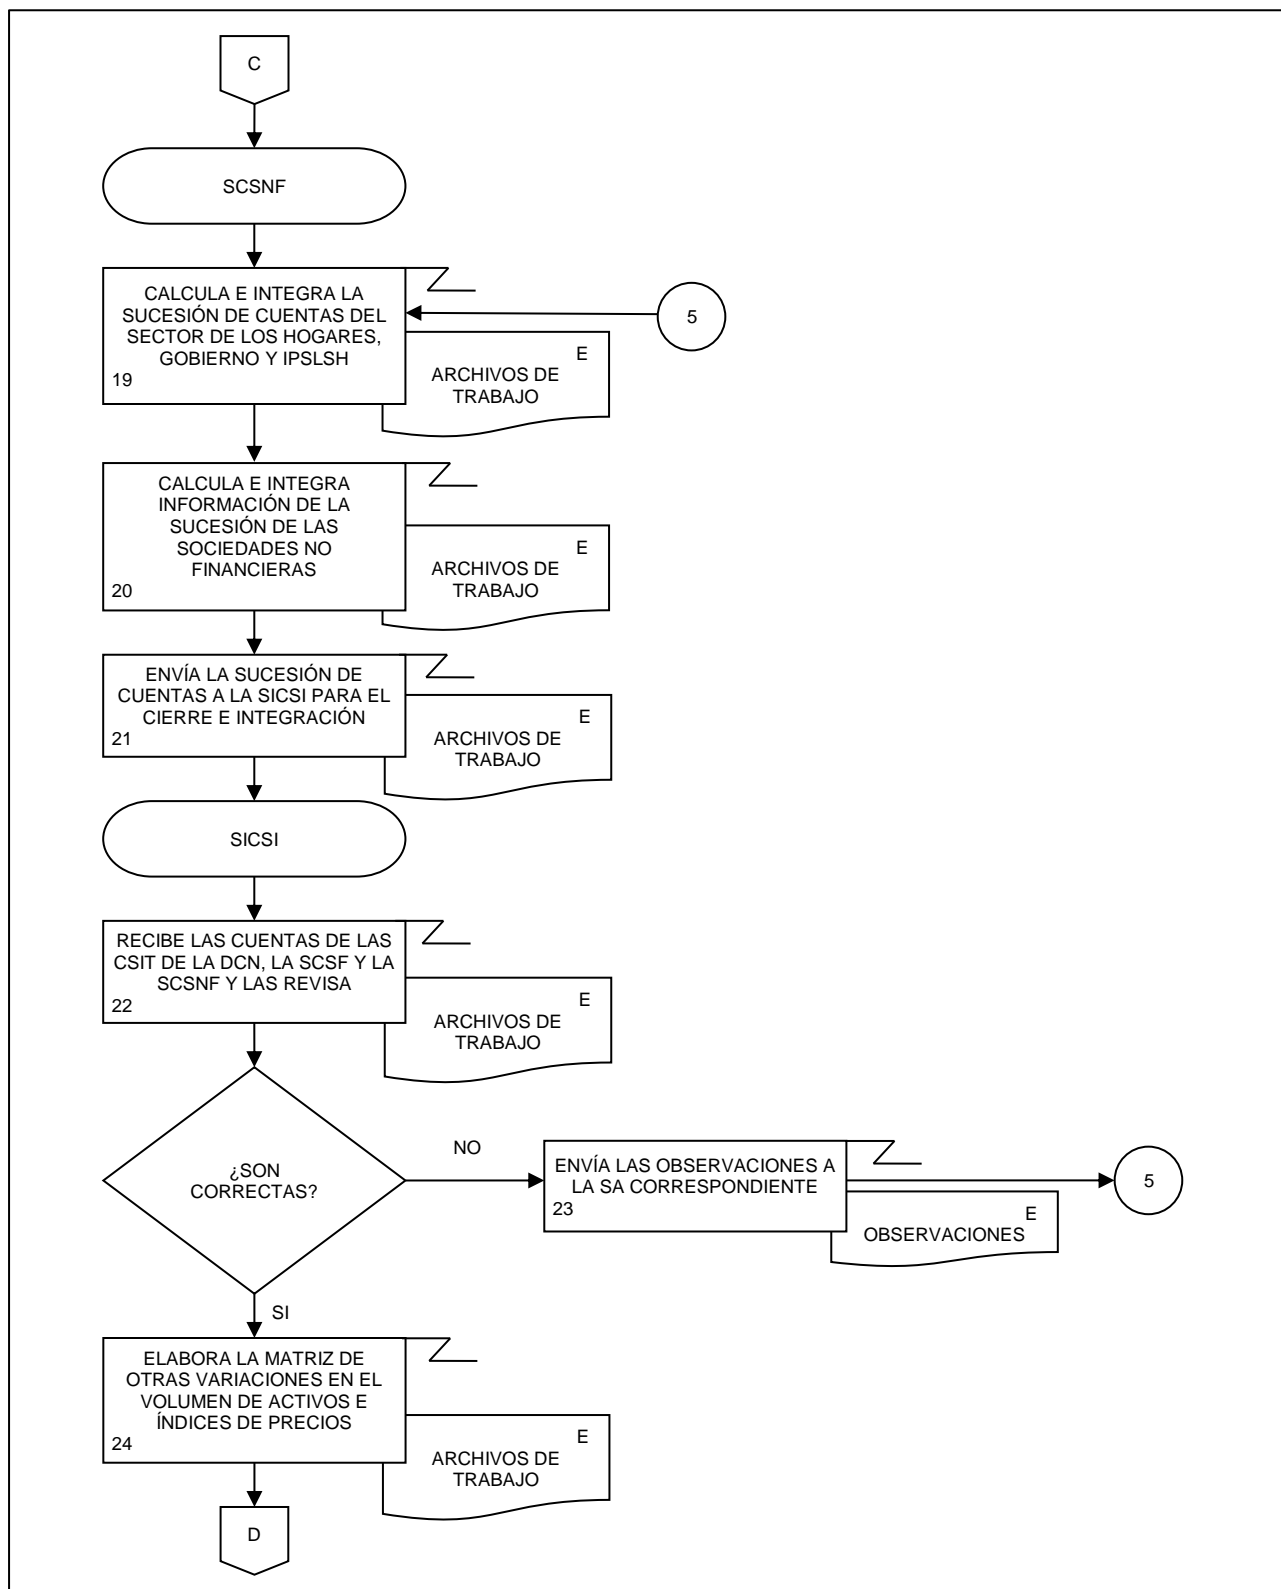 C
SCSNF
CALCULA E INTEGRA LA
SUCESIÓN DE CUENTAS DEL
SECTOR DE LOS HOGARES,
GOBIERNO Y IPSLSH
19
5
E
ARCHIVOS DE
TRABAJO
CALCULA E INTEGRA
INFORMACIÓN DE LA
SUCESIÓN DE LAS
SOCIEDADES NO
FINANCIERAS
20
E
ARCHIVOS DE
TRABAJO
ENVÍA LA SUCESIÓN DE
CUENTAS A LA SICSI PARA EL
CIERRE E INTEGRACIÓN
21
E
ARCHIVOS DE
TRABAJO
SICSI
RECIBE LAS CUENTAS DE LAS
CSIT DE LA DCN, LA SCSF Y LA
SCSNF Y LAS REVISA
22
E
ARCHIVOS DE
TRABAJO
¿SON
CORRECTAS?
NO
ENVÍA LAS OBSERVACIONES A
LA SA CORRESPONDIENTE
23
E
OBSERVACIONES
5
SI
ELABORA LA MATRIZ DE
OTRAS VARIACIONES EN EL
VOLUMEN DE ACTIVOS E
ÍNDICES DE PRECIOS
24
E
ARCHIVOS DE
TRABAJO
D